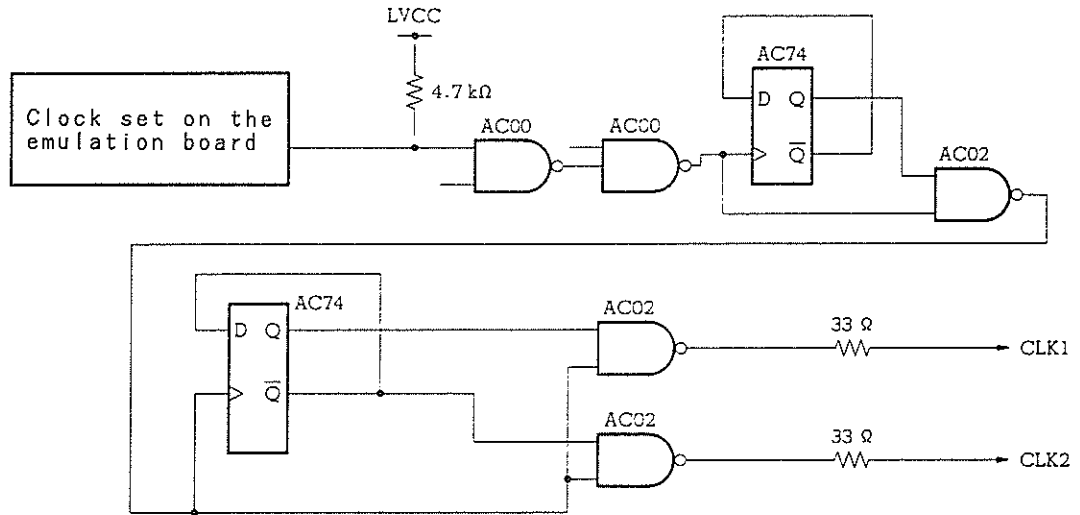 LVCC
4.7 kΩ
Clock set on the
emulation board
AC00
AC00
AC74
D Q
Q̅
AC02
AC74
D Q
Q̅
AC02
33 Ω
CLK1
AC02
33 Ω
CLK2